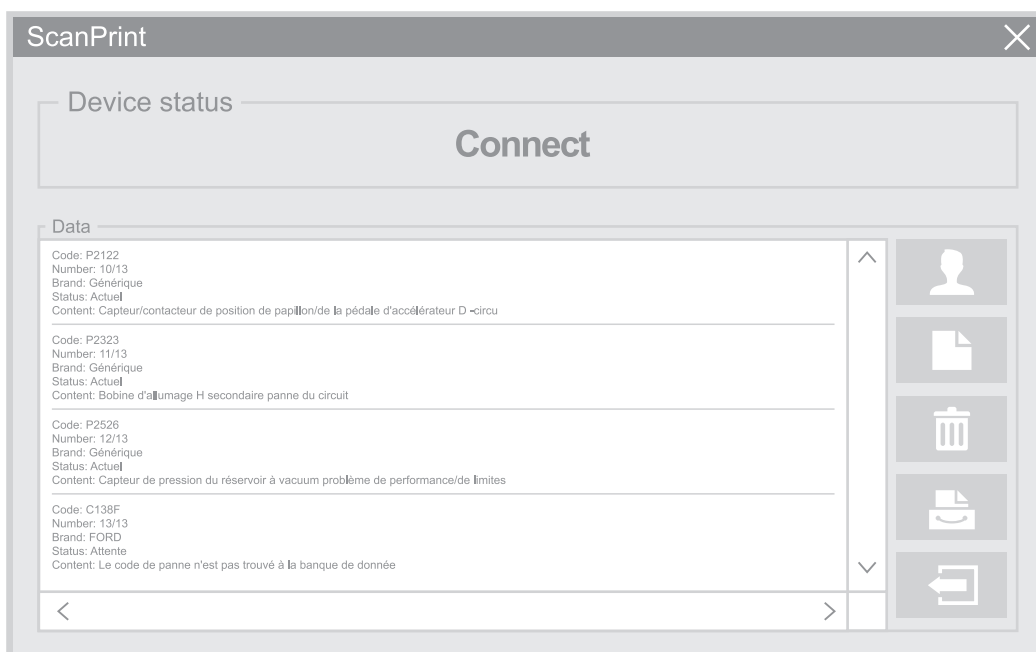 ScanPrint
Device status
Connect
Data
Code: P2122
Number: 10/13
Brand: Générique
Status: Actuel
Content: Capteur/contacteur de position de papillon/de la pédale d'accélérateur D -circu
Code: P2323
Number: 11/13
Brand: Générique
Status: Actuel
Content: Bobine d'allumage H secondaire panne du circuit
Code: P2526
Number: 12/13
Brand: Générique
Status: Actuel
Content: Capteur de pression du réservoir à vacuum problème de performance/de limites
Code: C138F
Number: 13/13
Brand: FORD
Status: Attente
Content: Le code de panne n'est pas trouvé à la banque de donnée